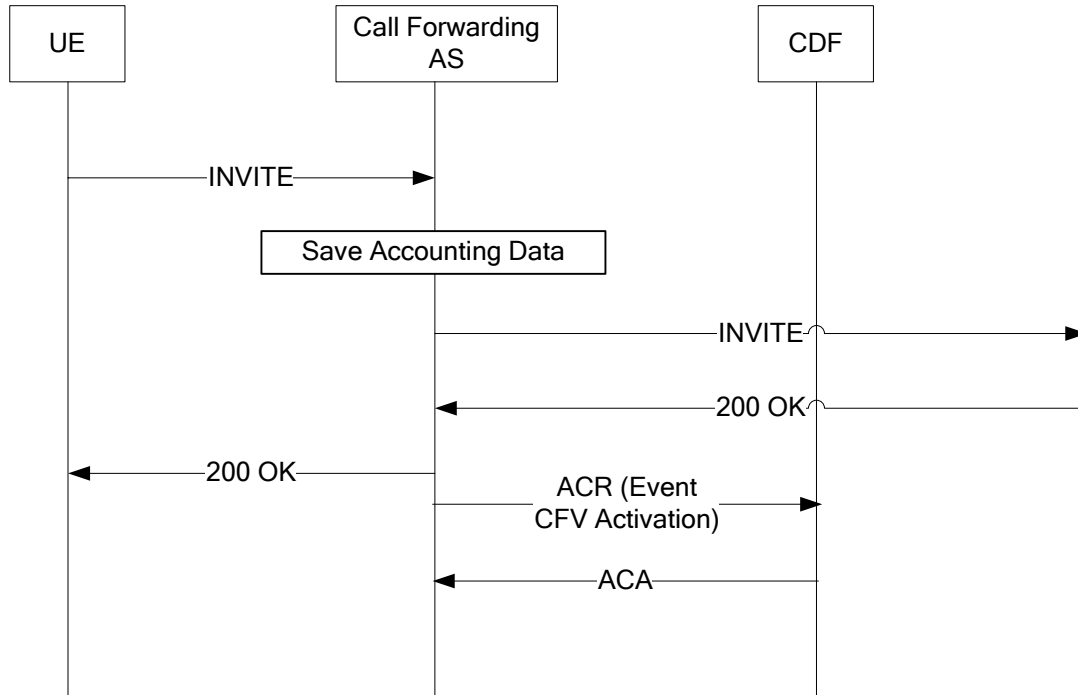 UE
Call Forwarding
AS
CDF
INVITE
Save Accounting Data
INVITE
200 OK
200 OK
ACR (Event
CFV Activation)
ACA